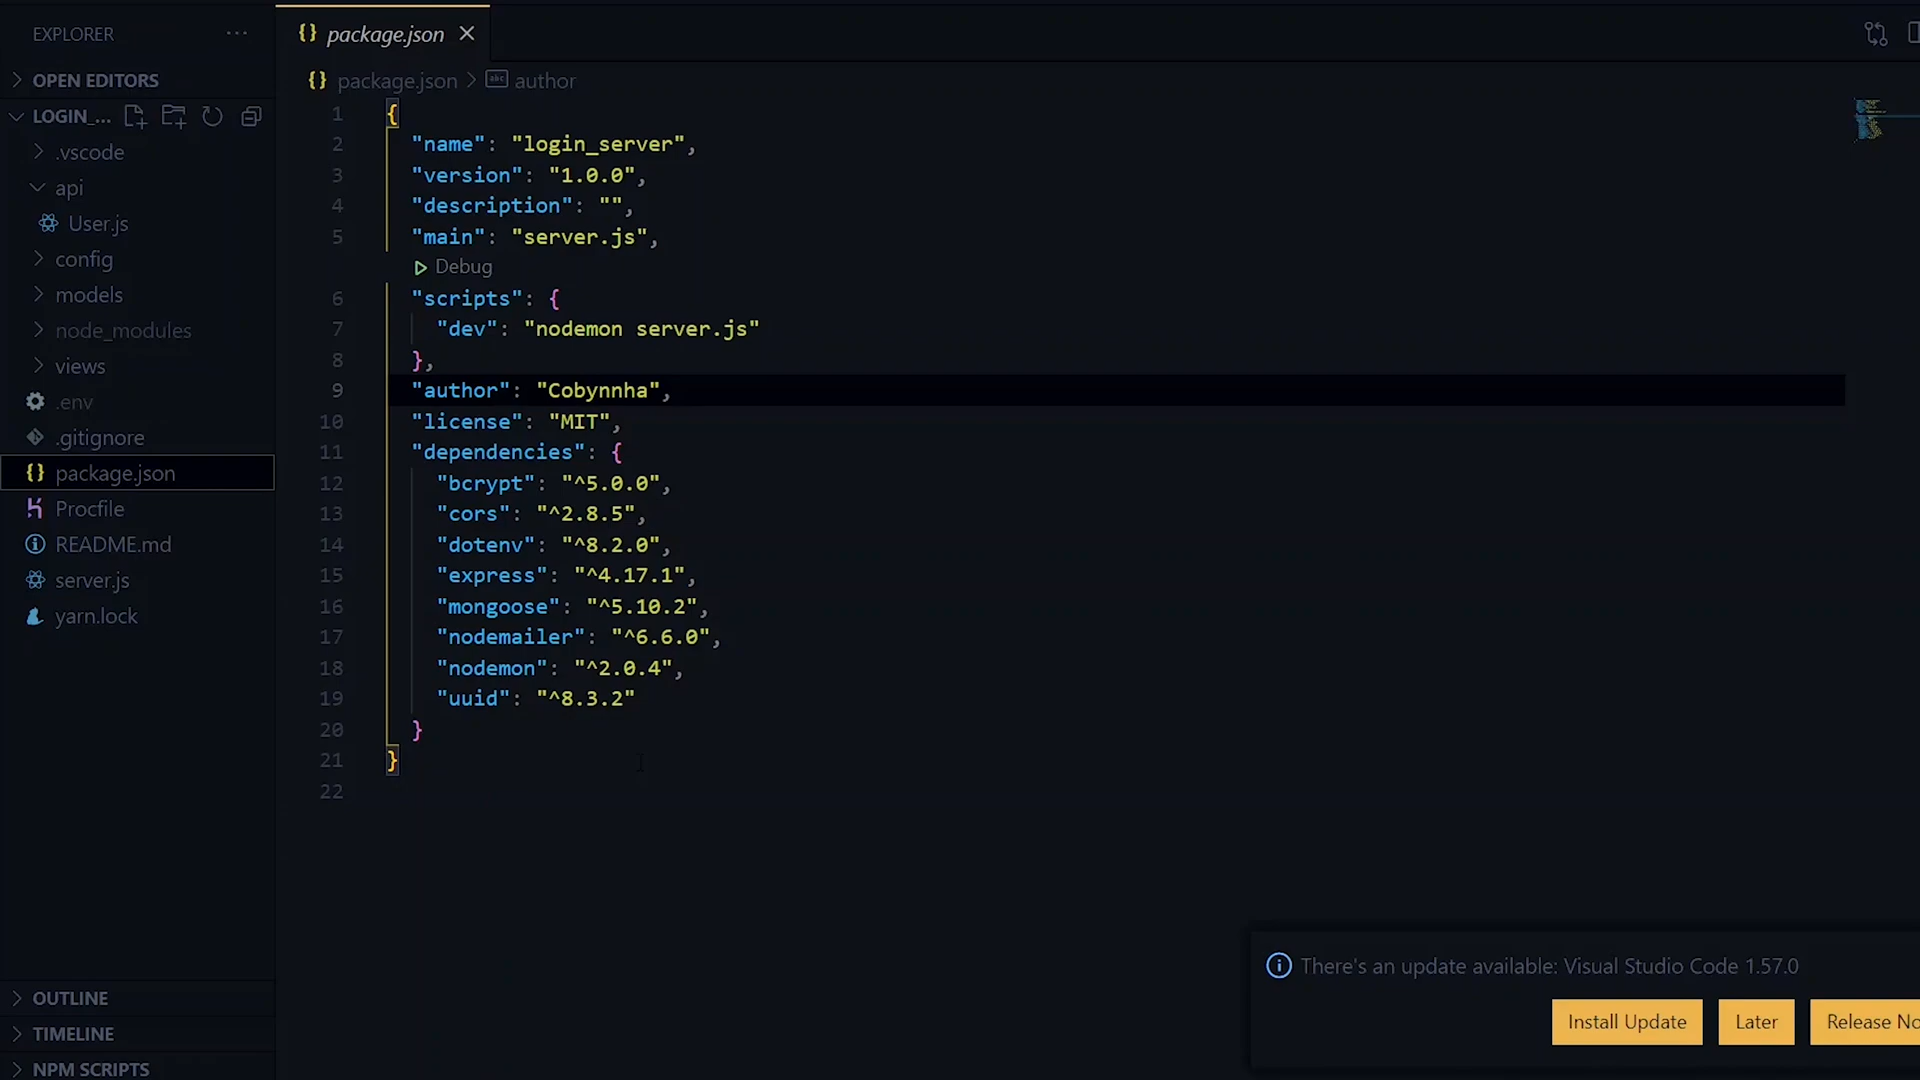 EXPLORER
OPEN EDITORS
LOGIN_...
.vscode
api
User.js
config
models
node_modules
views
.env
.gitignore
package.json
Procfile
README.md
server.js
yarn.lock
OUTLINE
TIMELINE
NPM SCRIPTS
package.json
package.json > author
1 {
2 "name": "login_server",
3 "version": "1.0.0",
4 "description": "",
5 "main": "server.js",
Debug
6 "scripts": {
7 "dev": "nodemon server.js"
8 },
9 "author": "Cobynnha",
10 "license": "MIT",
11 "dependencies": {
12 "bcrypt": "^5.0.0",
13 "cors": "^2.8.5",
14 "dotenv": "^8.2.0",
15 "express": "^4.17.1",
16 "mongoose": "^5.10.2",
17 "nodemailer": "^6.6.0",
18 "nodemon": "^2.0.4",
19 "uuid": "^8.3.2"
20 }
21 }
22
There's an update available: Visual Studio Code 1.57.0
Install Update Later Release No